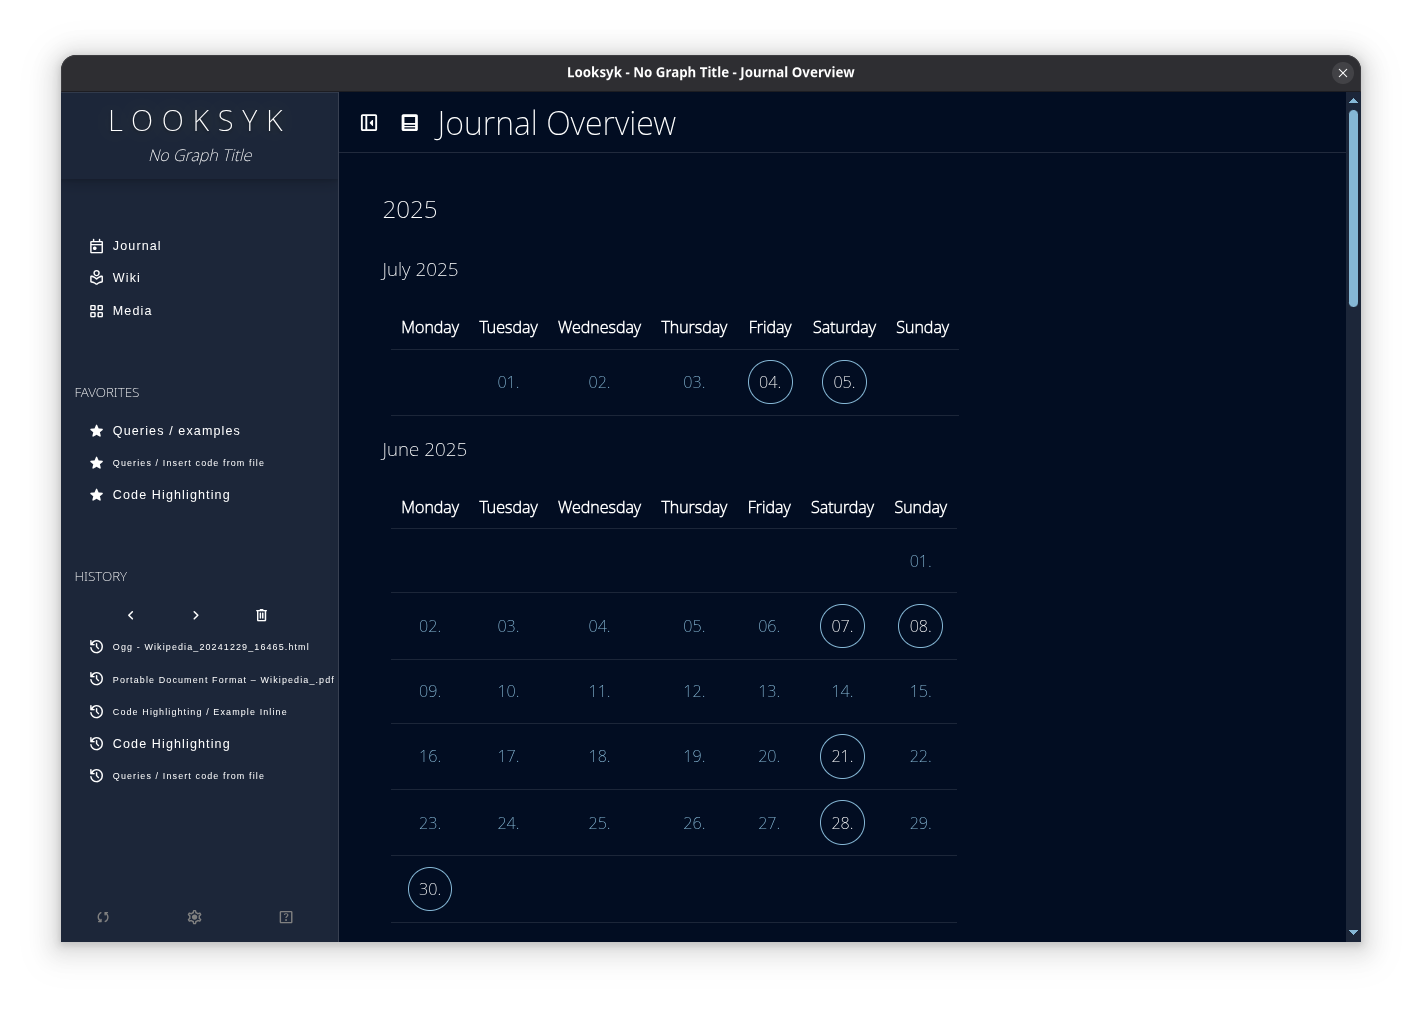 Looksyk - No Graph Title - Journal Overview
LOOKSYK
No Graph Title
Journal
Wiki
Media
FAVORITES
Queries / examples
Queries / Insert code from file
Code Highlighting
HISTORY
Ogg - Wikipedia_20241229_16465.html
Portable Document Format – Wikipedia_.pdf
Code Highlighting / Example Inline
Code Highlighting
Queries / Insert code from file
Journal Overview
2025
July 2025
Monday Tuesday Wednesday Thursday Friday Saturday Sunday
01. 02. 03. 04. 05.
June 2025
Monday Tuesday Wednesday Thursday Friday Saturday Sunday
01.
02. 03. 04. 05. 06. 07. 08.
09. 10. 11. 12. 13. 14. 15.
16. 17. 18. 19. 20. 21. 22.
23. 24. 25. 26. 27. 28. 29.
30.